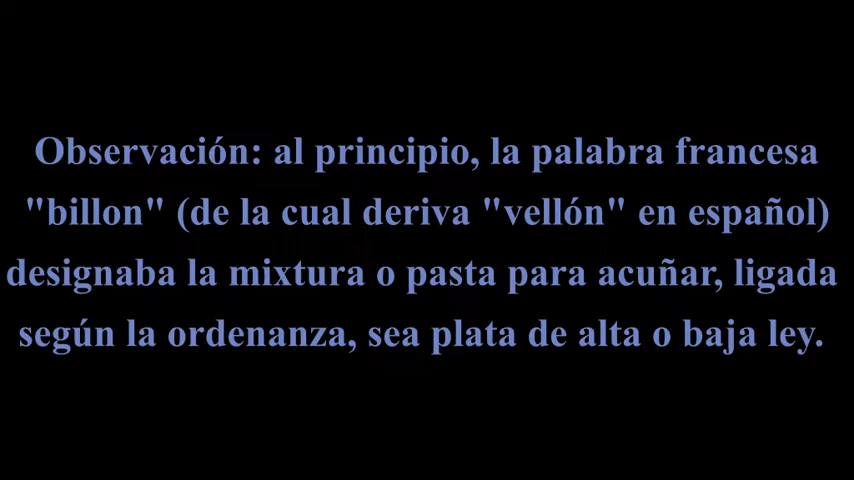 Observación: al principio, la palabra francesa
"billon" (de la cual deriva "vellón" en español)
designaba la mixtura o pasta para acuñar, ligada
según la ordenanza, sea plata de alta o baja ley.